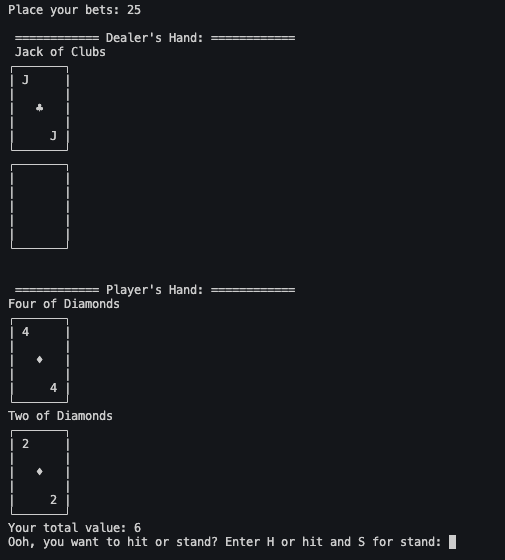 Place your bets: 25
============ Dealer's Hand: ============
Jack of Clubs
J
♣
J
============ Player's Hand: ============
Four of Diamonds
4
♦
4
Two of Diamonds
2
♦
2
Your total value: 6
Ooh, you want to hit or stand? Enter H or hit and S for stand: